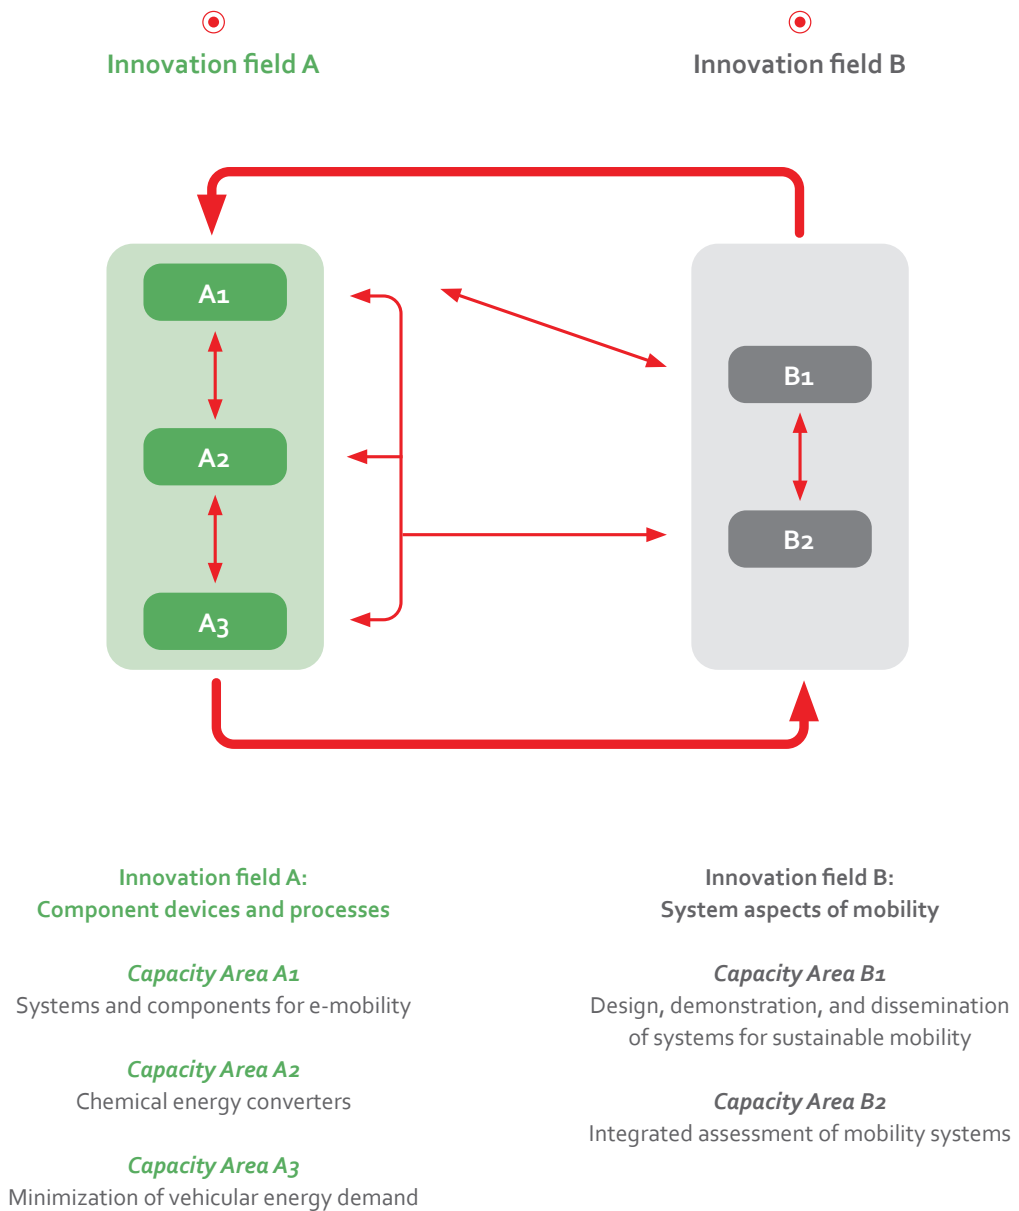 Innovation field A
Innovation field B
A1
A2
A3
B1
B2
Innovation field A:
Component devices and processes
Capacity Area A1
Systems and components for e-mobility
Capacity Area A2
Chemical energy converters
Capacity Area A3
Minimization of vehicular energy demand
Innovation field B:
System aspects of mobility
Capacity Area B1
Design, demonstration, and dissemination
of systems for sustainable mobility
Capacity Area B2
Integrated assessment of mobility systems